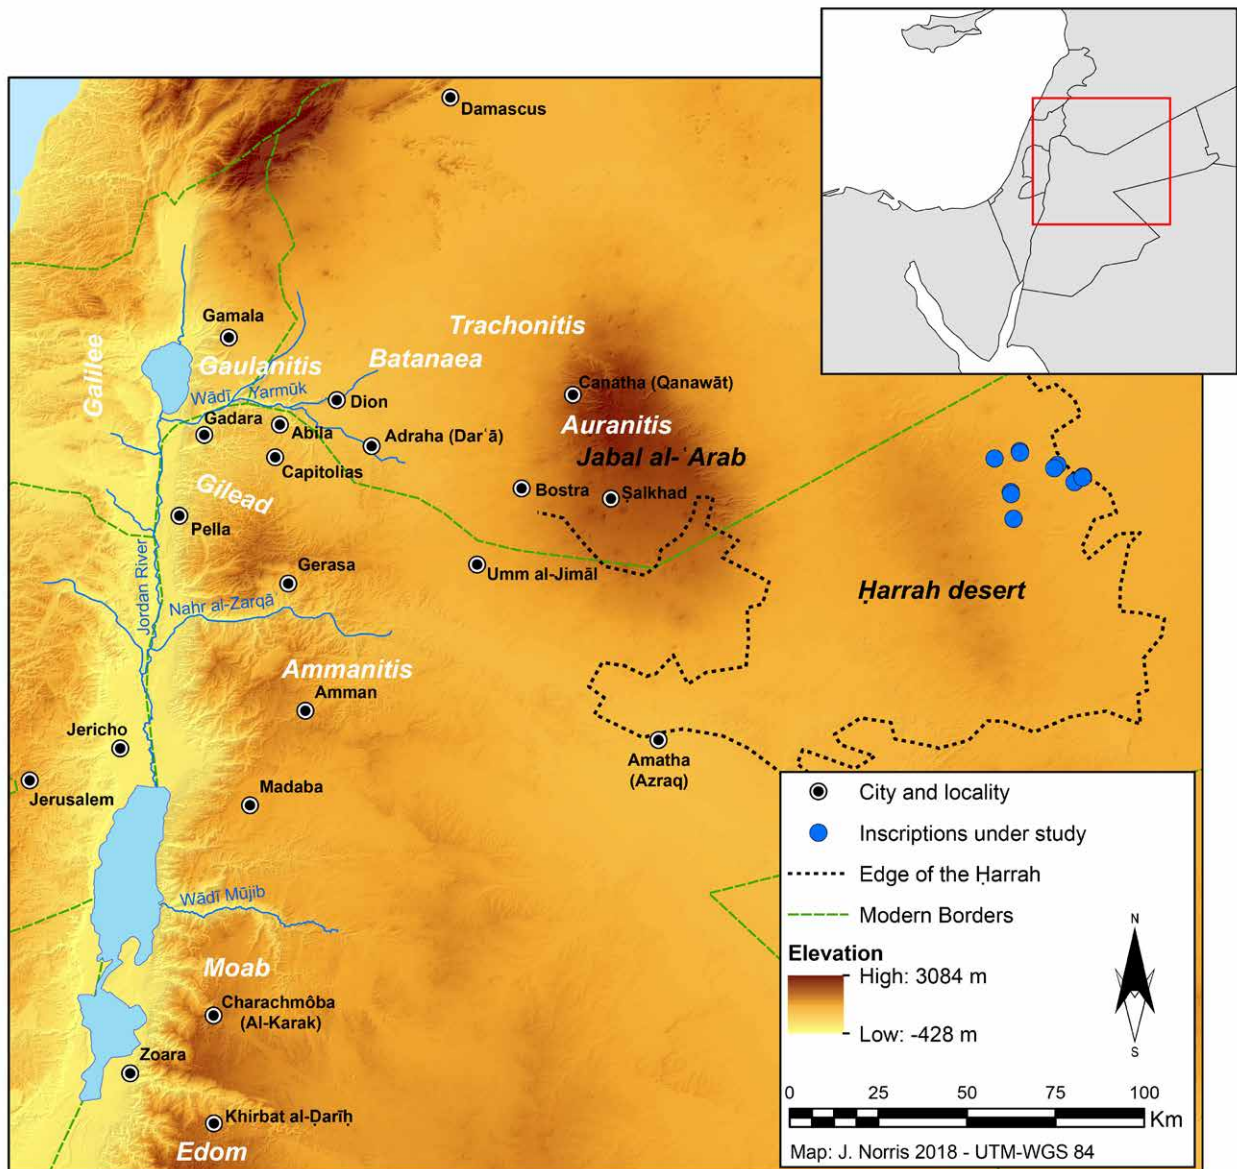 Damascus
Gamala
Trachonitis
Galilee
Gaulanitis
Batanaea
Canatha (Qanawāt)
Wādī Yarmūk
Dion
Gadara
Abila
Auranitis
Adraha (Darʿā)
Capitolias
Jabal al-ʿArab
Gilead
Bostra
Ṣalkhad
Pella
Jordan River
Gerasa
Umm al-Jimāl
Ḥarrah desert
Nahr al-Zarqā
Ammanitis
Amman
Jericho
Amatha
(Azraq)
Jerusalem
Madaba
Wādī Mūjib
Moab
Charachmôba
(Al-Karak)
Zoara
Khirbat al-Ḍarīḥ
Edom
City and locality
Inscriptions under study
Edge of the Ḥarrah
Modern Borders
Elevation
High: 3084 m
Low: -428 m
N
S
0 25 50 75 100
Km
Map: J. Norris 2018 - UTM-WGS 84